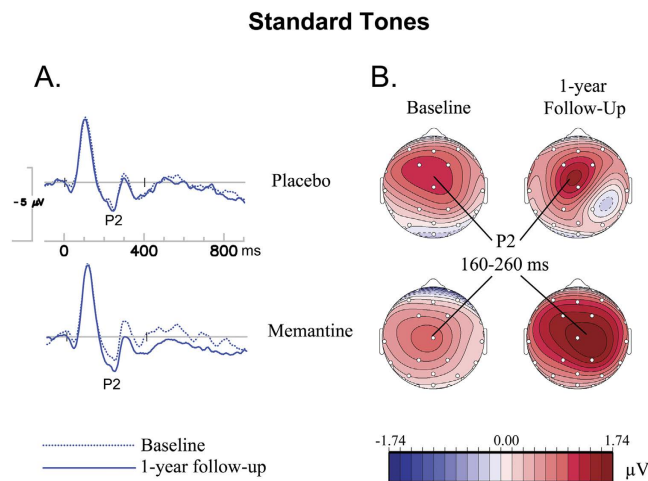 Standard Tones
A.
B.
Baseline
1-year
Follow-Up
Placebo
- 5 µV
P2
0
400
800 ms
P2
160-260 ms
Memantine
P2
Baseline
1-year follow-up
-1.74
0.00
1.74
µV